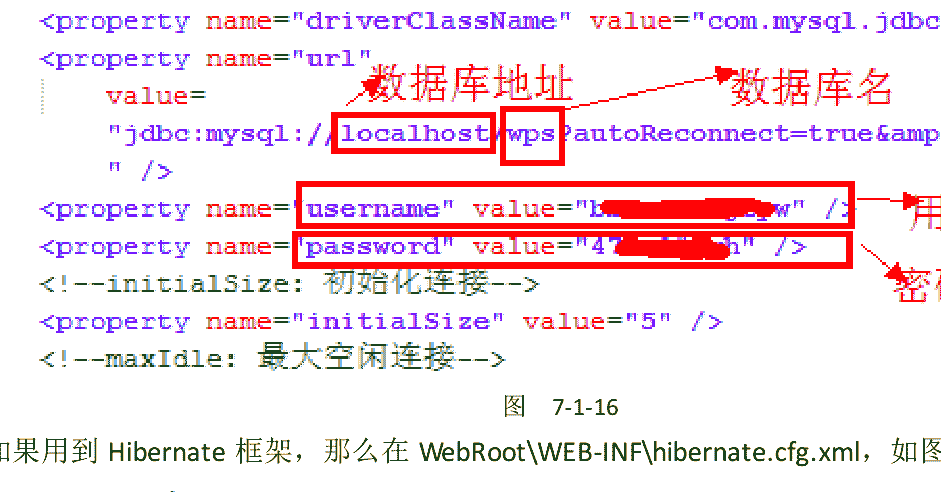 <property name="driverClassName" value="com.mysql.jdbc
<property name="url"
数据库地址
数据库名
value=
"jdbc:mysql://localhost/wps?autoReconnect=true&amp
" />
<property name="username" value="h w" />
用
<property name="password" value="47 h" />
密码
<!--initialSize: 初始化连接-->
<property name="initialSize" value="5" />
<!--maxIdle: 最大空闲连接-->
图 7-1-16
如果用到 Hibernate 框架，那么在 WebRoot\WEB-INF\hibernate.cfg.xml，如图